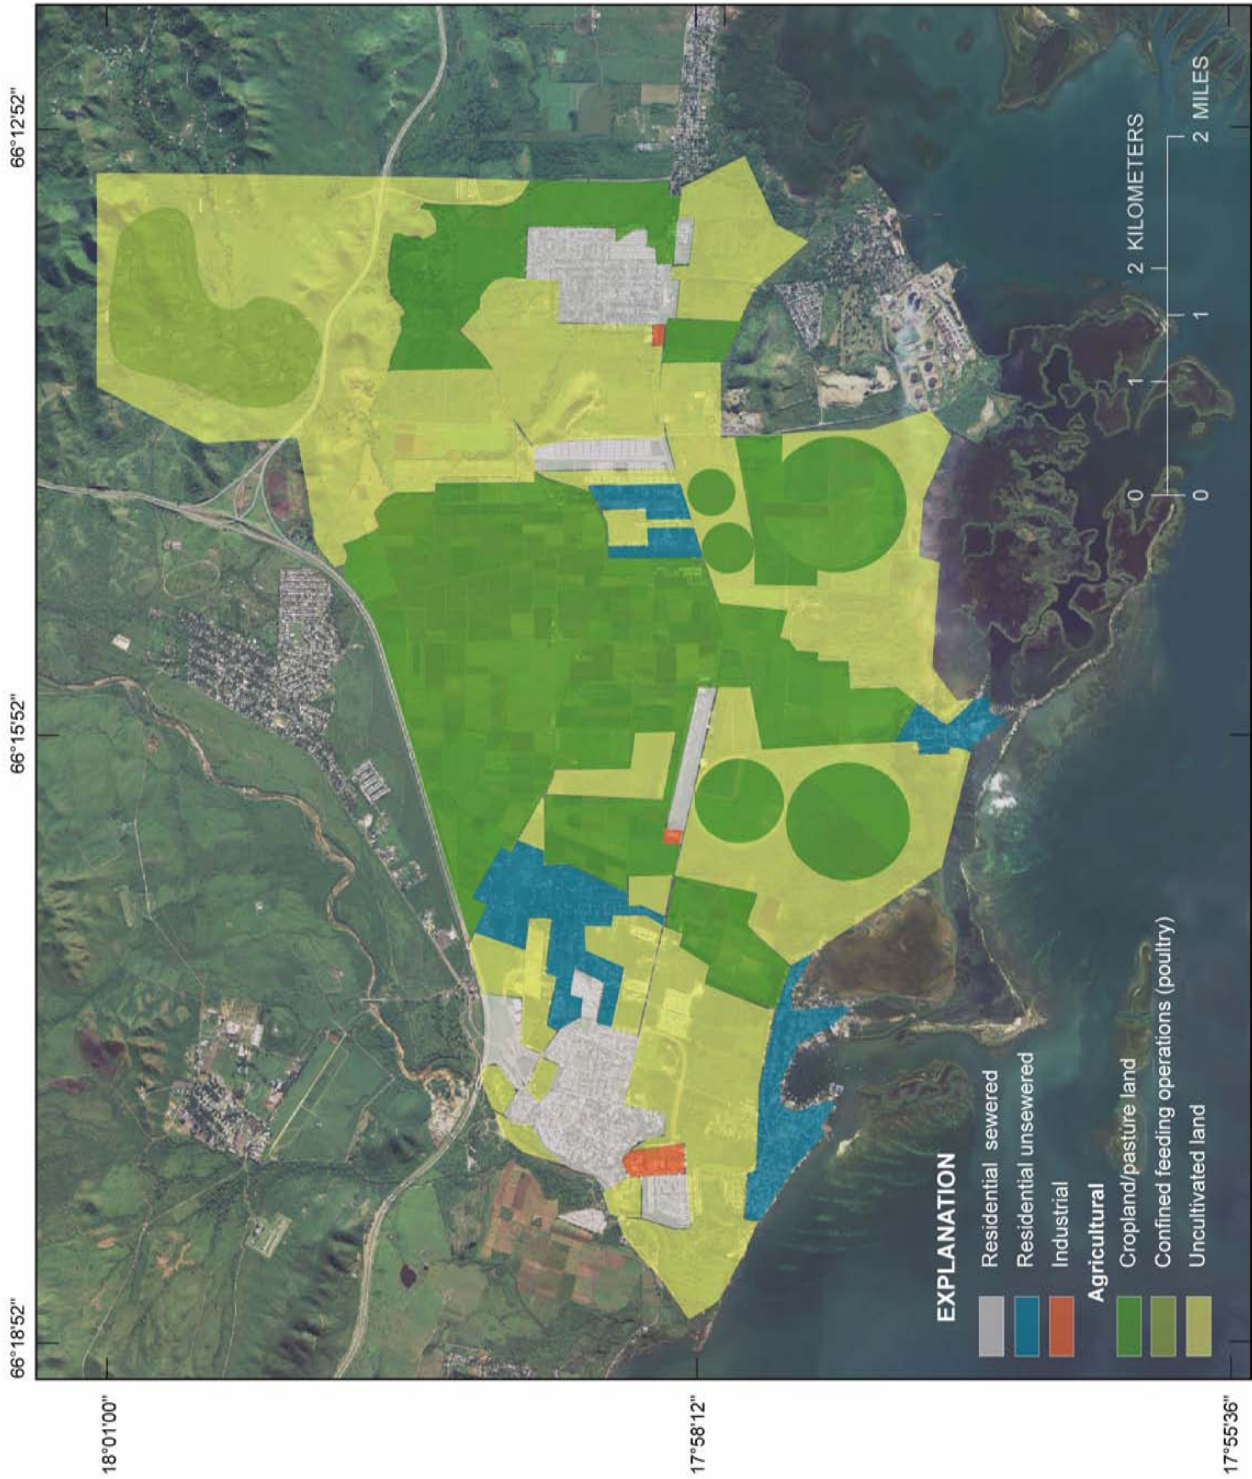 66°18'52"
66°15'52"
66°12'52"
18°01'00"
17°58'12"
17°55'36"
EXPLANATION
Residential sewered
Residential unsewered
Industrial
Agricultural
Cropland/pasture land
Confined feeding operations (poultry)
Uncultivated land
0 1 2 KILOMETERS
0 1 2 MILES